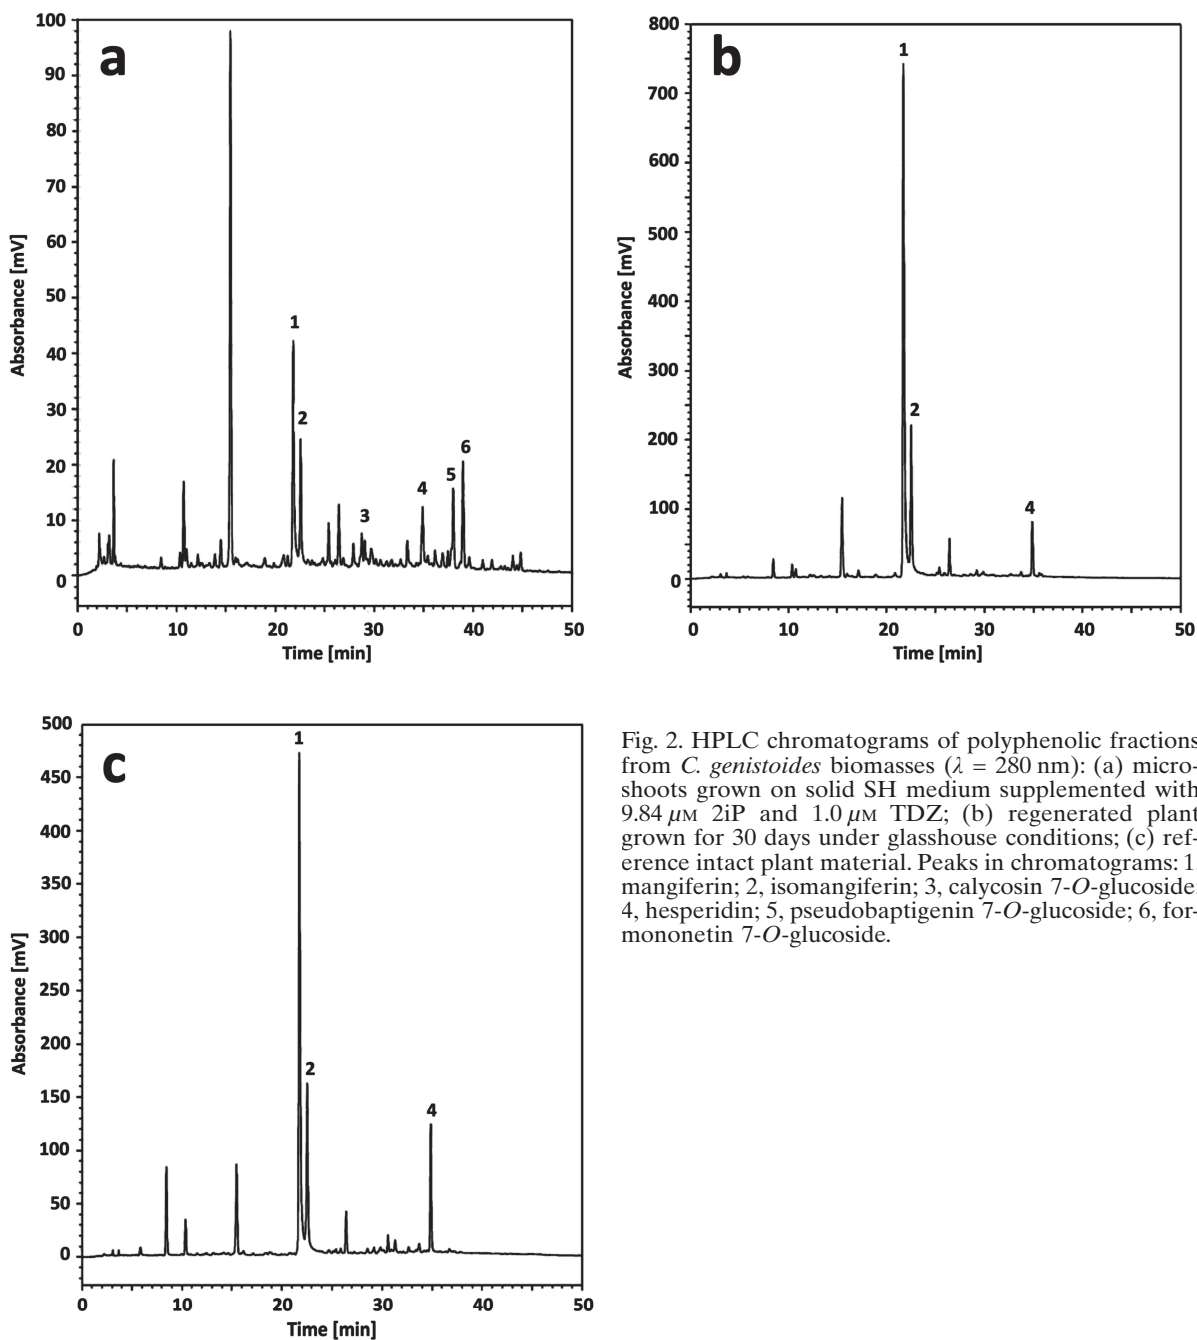 a
100
90
80
70
60
50
40
30
20
10
0
Absorbance [mV]
1
2
3
4
5
6
0 10 20 30 40 50
Time [min]
b
800
700
600
500
400
300
200
100
0
Absorbance [mV]
1
2
4
0 10 20 30 40 50
Time [min]
c
500
450
400
350
300
250
200
150
100
50
0
Absorbance [mV]
1
2
4
0 10 20 30 40 50
Time [min]
Fig. 2. HPLC chromatograms of polyphenolic fractions
from C. genistoides biomasses (λ = 280 nm): (a) micro-
shoots grown on solid SH medium supplemented with
9.84 μM 2iP and 1.0 μM TDZ; (b) regenerated plant
grown for 30 days under glasshouse conditions; (c) ref-
erence intact plant material. Peaks in chromatograms: 1,
mangiferin; 2, isomangiferin; 3, calycosin 7-O-glucoside;
4, hesperidin; 5, pseudobaptigenin 7-O-glucoside; 6, for-
mononetin 7-O-glucoside.